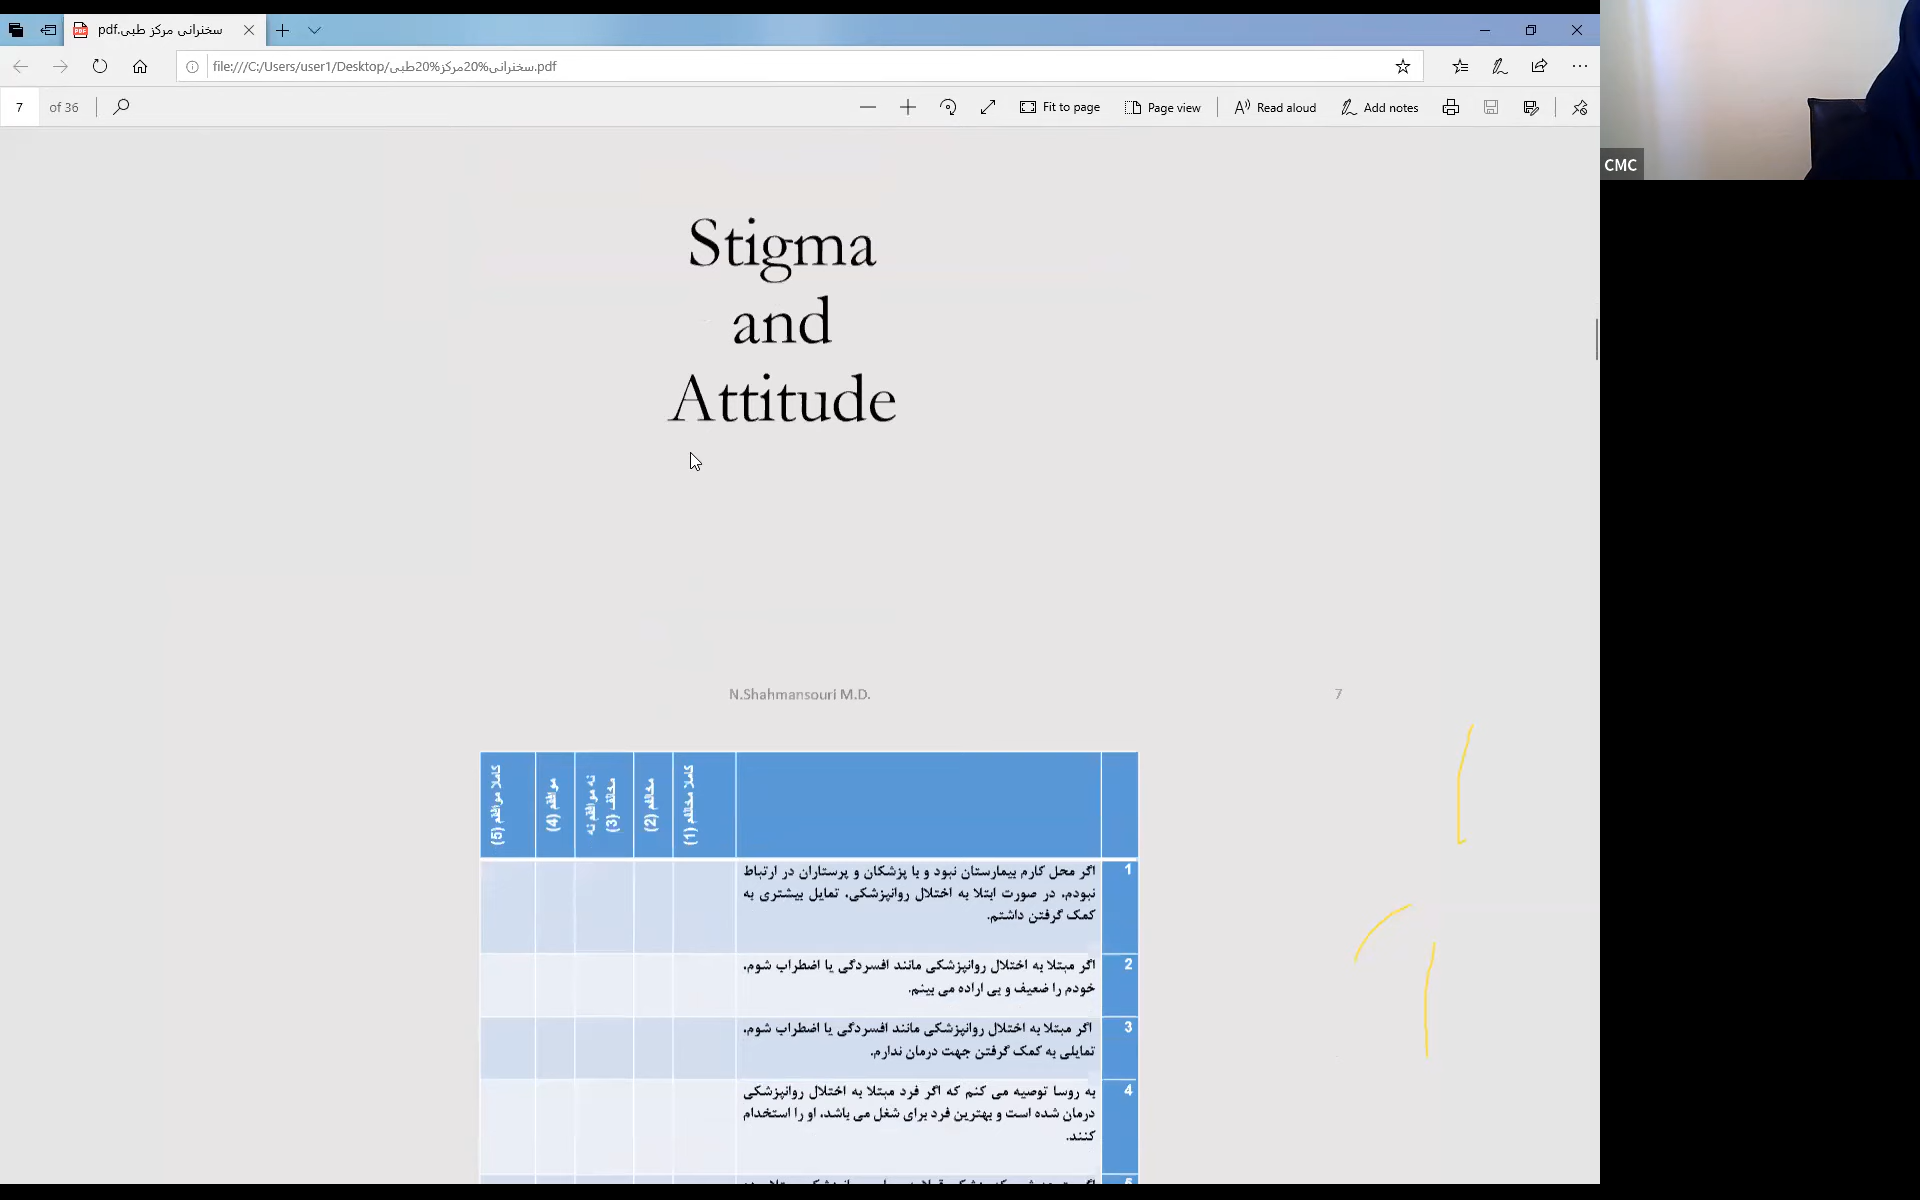 سخنرانی مرکز طبی.pdf
file:///C:/Users/user1/Desktop/سخنرانی%20مرکز%20طبی.pdf
7 of 36
Fit to page
Page view
Read aloud
Add notes
CMC
Stigma
and
Attitude
N.Shahmansouri M.D.
7
کاملا مخالفم (1)
مخالفم (2)
نه موافقم نه
مخالف (3)
موافقم (4)
کاملا موافقم (5)
1
اگر محل کارم بیمارستان نبود و با پزشکان و پرستاران در ارتباط
نبودم، در صورت ابتلا به اختلال روانپزشکی، تمایل بیشتری به
کمک گرفتن داشتم.
2
اگر مبتلا به اختلال روانپزشکی مانند افسردگی یا اضطراب شوم،
خودم را ضعیف و بی اراده می بینم.
3
اگر مبتلا به اختلال روانپزشکی مانند افسردگی یا اضطراب شوم،
تمایلی به کمک گرفتن جهت درمان ندارم.
4
به روسا توصیه می کنم که اگر فرد مبتلا به اختلال روانپزشکی
درمان شده است و بهترین فرد برای شغل می باشد، او را استخدام
کنند.
5